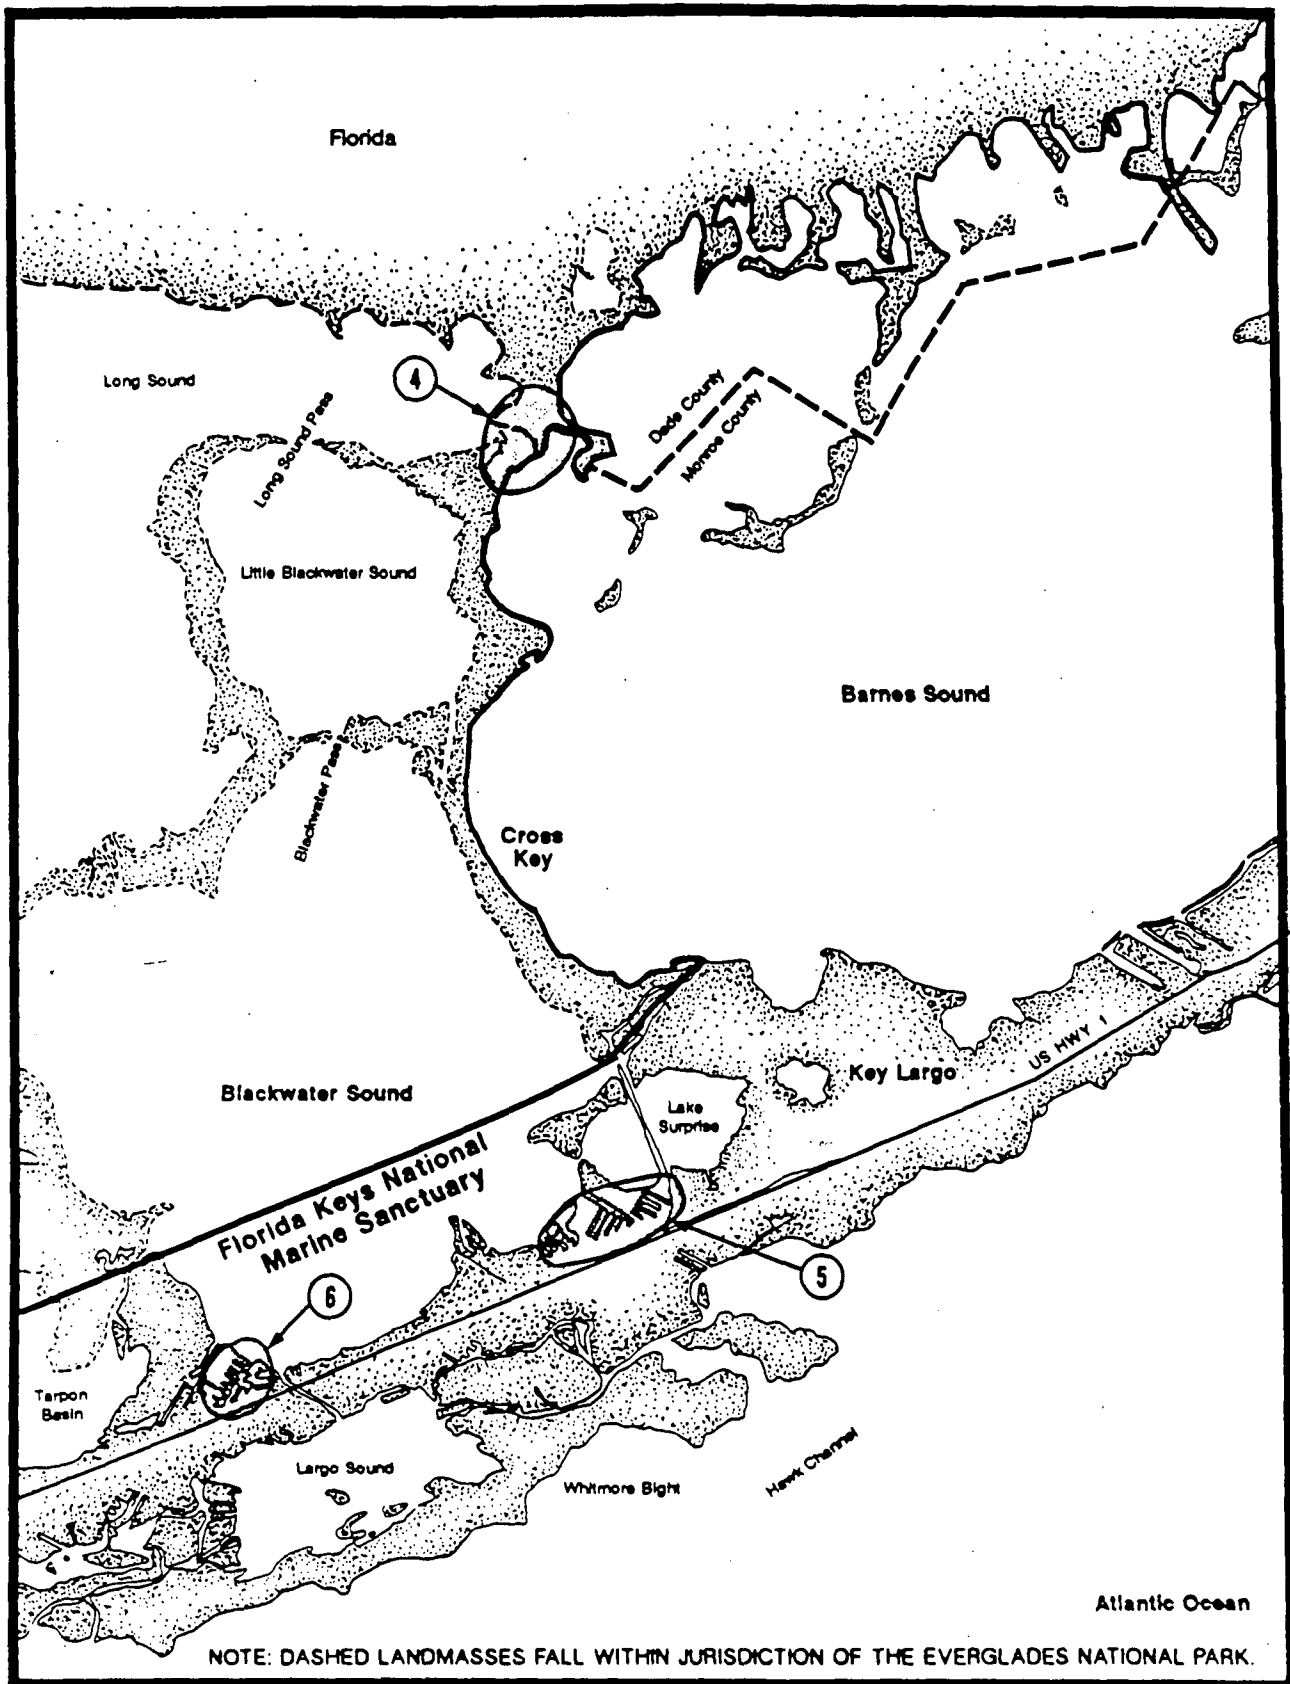 Florida
Long Sound
4
Long Sound Pass
Dade County
Monroe County
Little Blackwater Sound
Barnes Sound
Blackwater Pass
Cross
Key
US HWY 1
Key Largo
Blackwater Sound
Lake
Surprise
Florida Keys National
Marine Sanctuary
5
6
Tarpon
Basin
Largo Sound
Whitmore Bight
Hawk Channel
Atlantic Ocean
NOTE: DASHED LANDMASSES FALL WITHIN JURISDICTION OF THE EVERGLADES NATIONAL PARK.